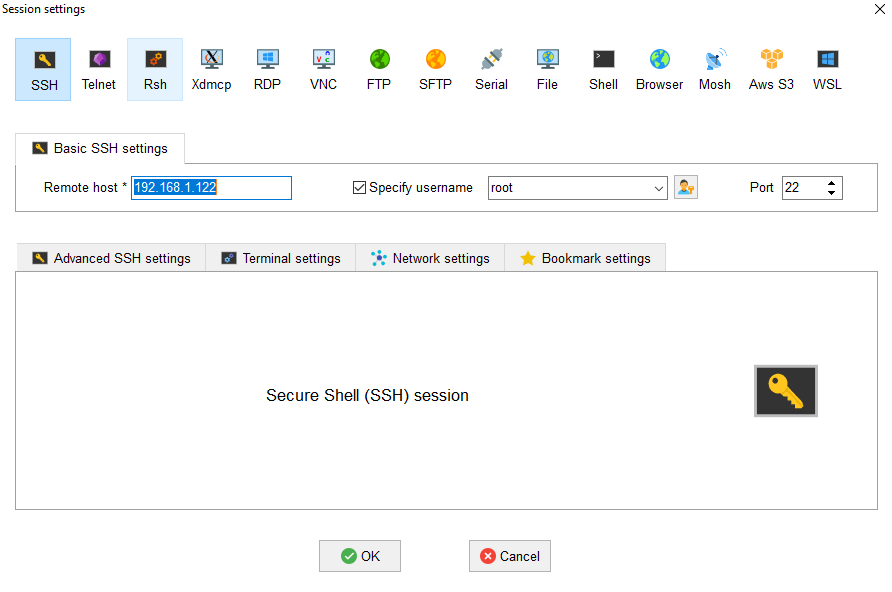 Session settings
SSH Telnet Rsh Xdmcp RDP VNC FTP SFTP Serial File Shell Browser Mosh Aws S3 WSL
Basic SSH settings
Remote host * 192.168.1.122 Specify username root Port 22
Advanced SSH settings Terminal settings Network settings Bookmark settings
Secure Shell (SSH) session
OK Cancel